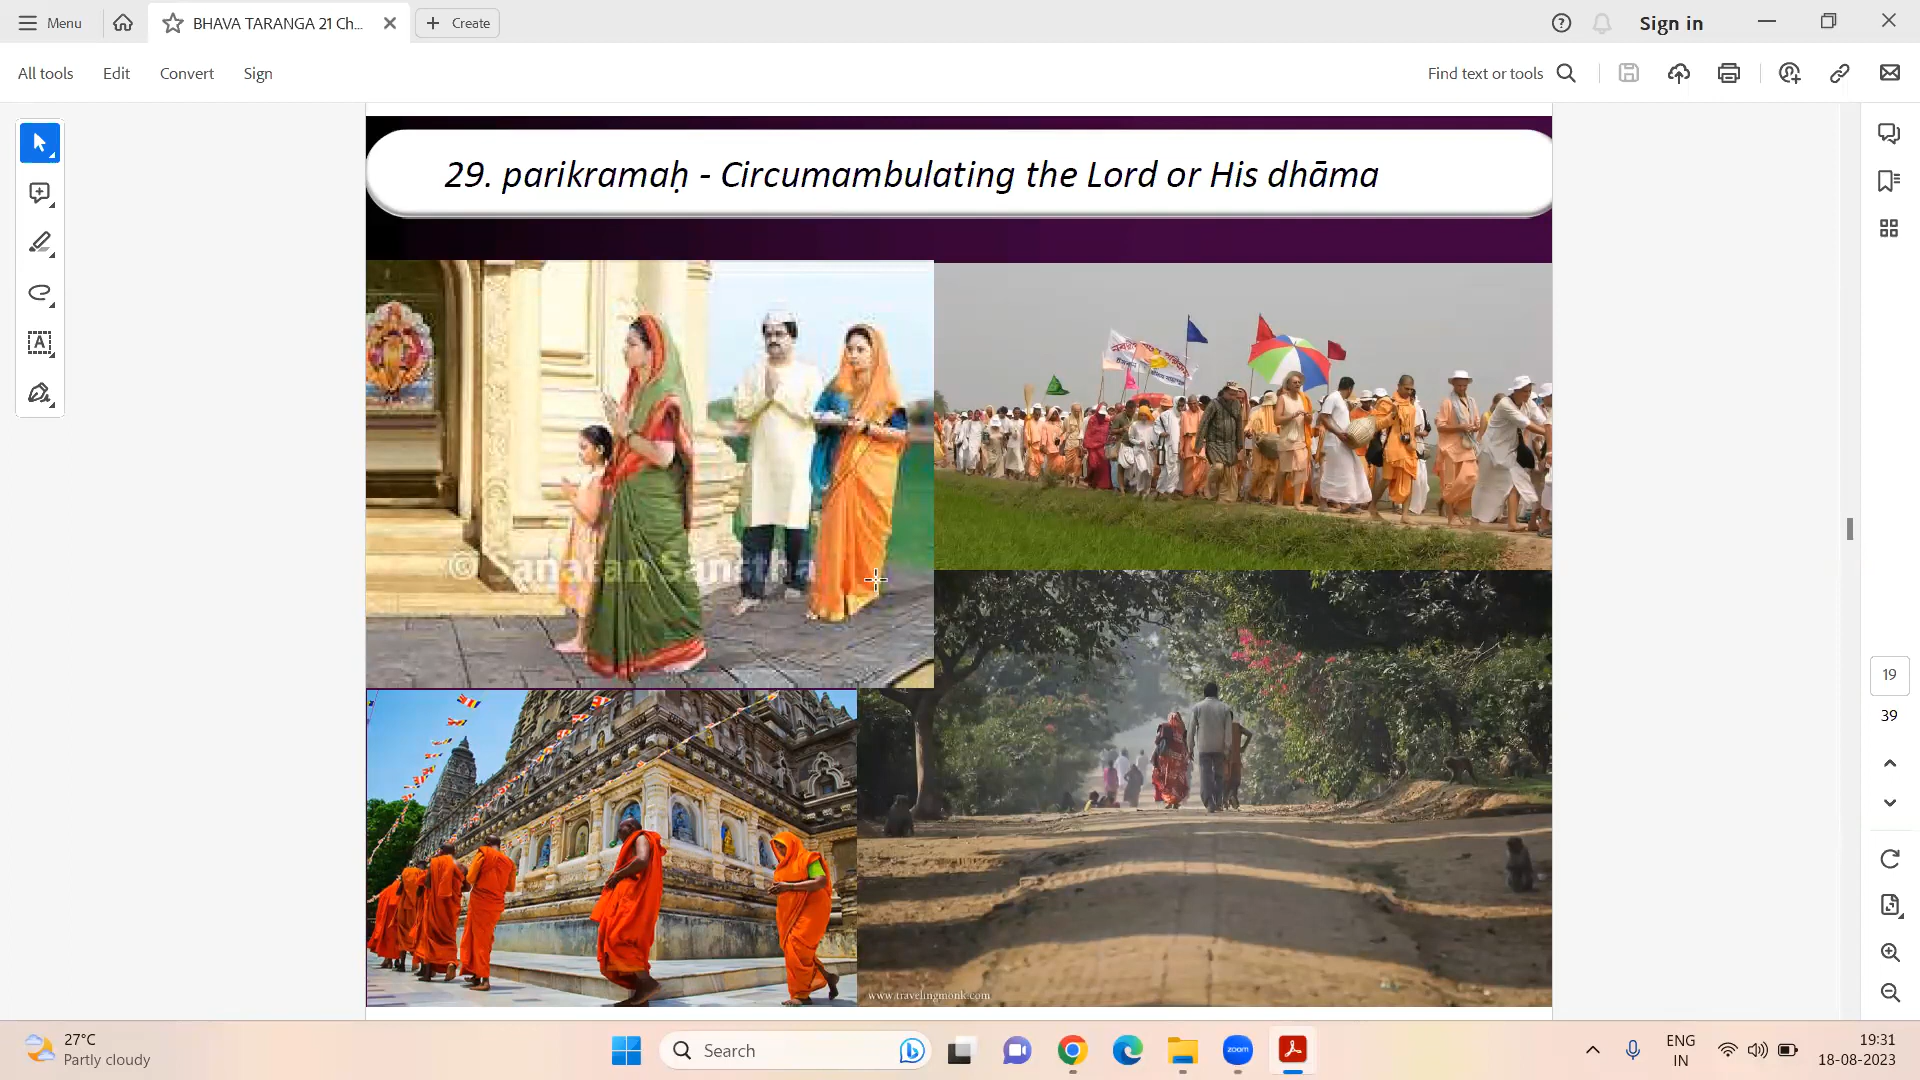 Menu
BHAVA TARANGA 21 Ch...
Create
Sign in
All tools
Edit
Convert
Sign
Find text or tools
29. parikramaḥ - Circumambulating the Lord or His dhāma
© Sanatan Sanstha
www.travelingmonk.com
19
39
27°C
Partly cloudy
Search
zoom
ENG
IN
19:31
18-08-2023